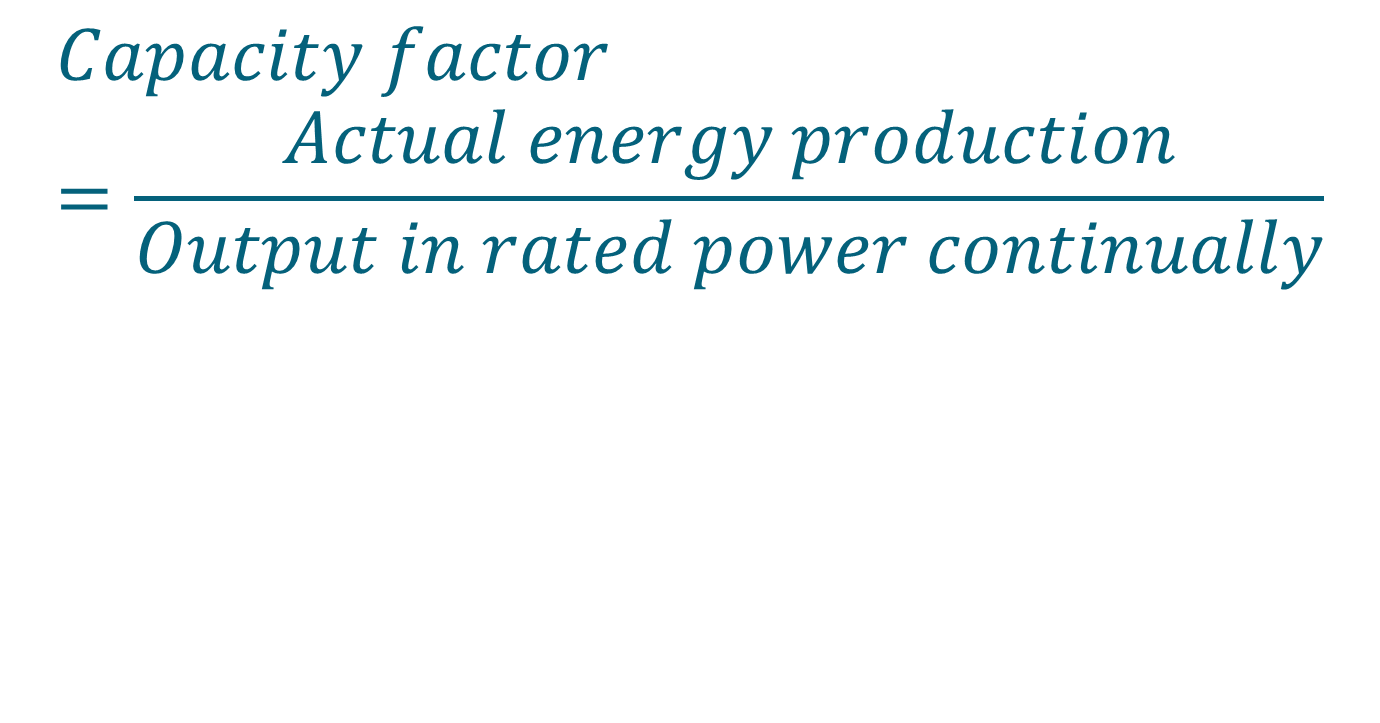 Capacity factor
Actual energy production
=
Output in rated power continually